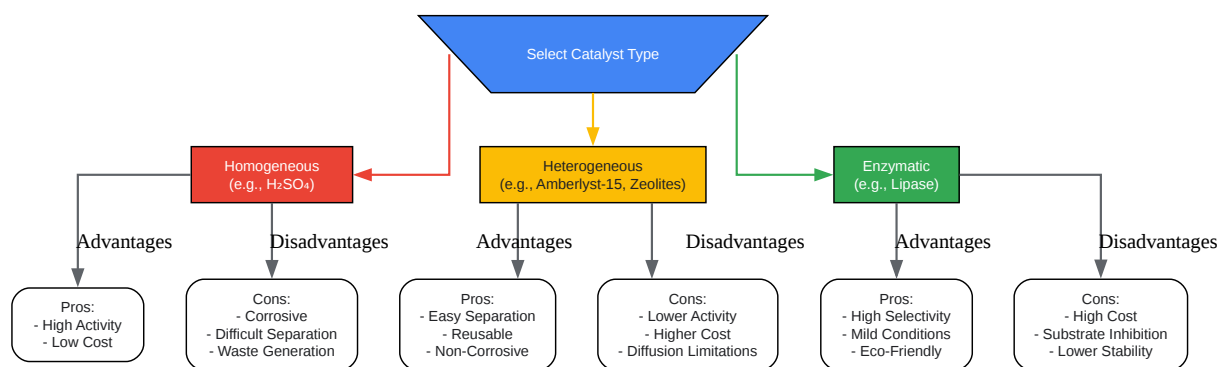 Select Catalyst Type
Homogeneous
(e.g., H₂SO₄)
Heterogeneous
(e.g., Amberlyst-15, Zeolites)
Enzymatic
(e.g., Lipase)
Advantages
Disadvantages
Advantages
Disadvantages
Advantages
Disadvantages
Pros:
- High Activity
- Low Cost
Cons:
- Corrosive
- Difficult Separation
- Waste Generation
Pros:
- Easy Separation
- Reusable
- Non-Corrosive
Cons:
- Lower Activity
- Higher Cost
- Diffusion Limitations
Pros:
- High Selectivity
- Mild Conditions
- Eco-Friendly
Cons:
- High Cost
- Substrate Inhibition
- Lower Stability